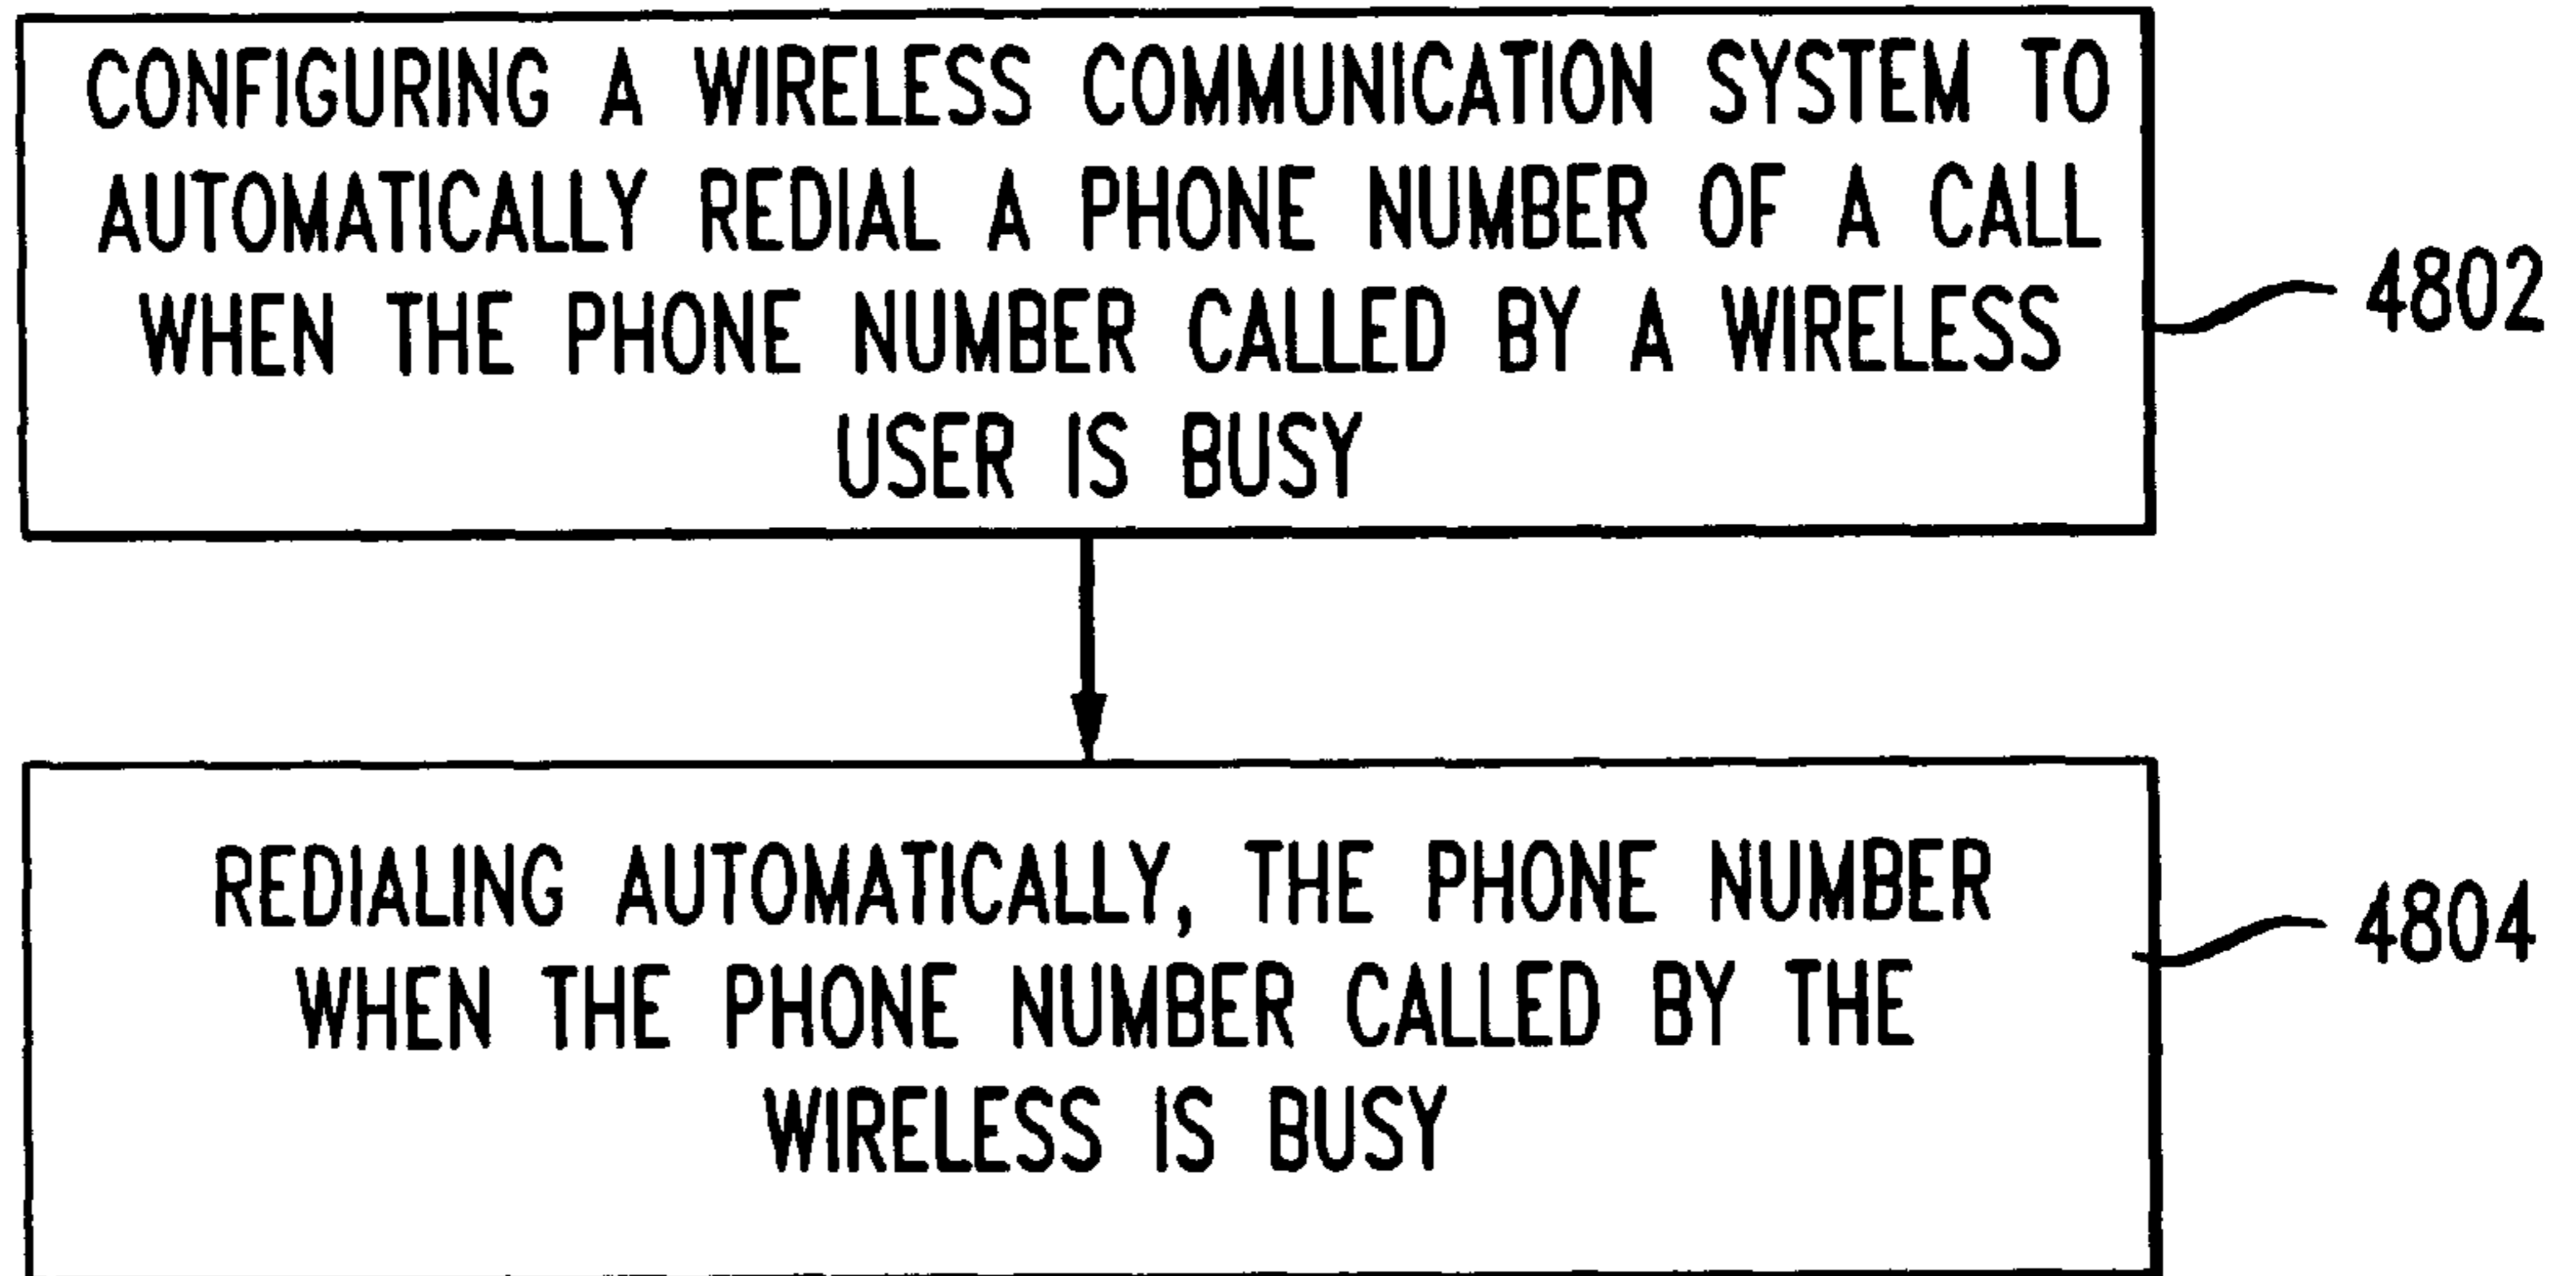 CONFIGURING A WIRELESS COMMUNICATION SYSTEM TO
AUTOMATICALLY REDIAL A PHONE NUMBER OF A CALL
WHEN THE PHONE NUMBER CALLED BY A WIRELESS
USER IS BUSY
4802
REDIALING AUTOMATICALLY, THE PHONE NUMBER
WHEN THE PHONE NUMBER CALLED BY THE
WIRELESS IS BUSY
4804